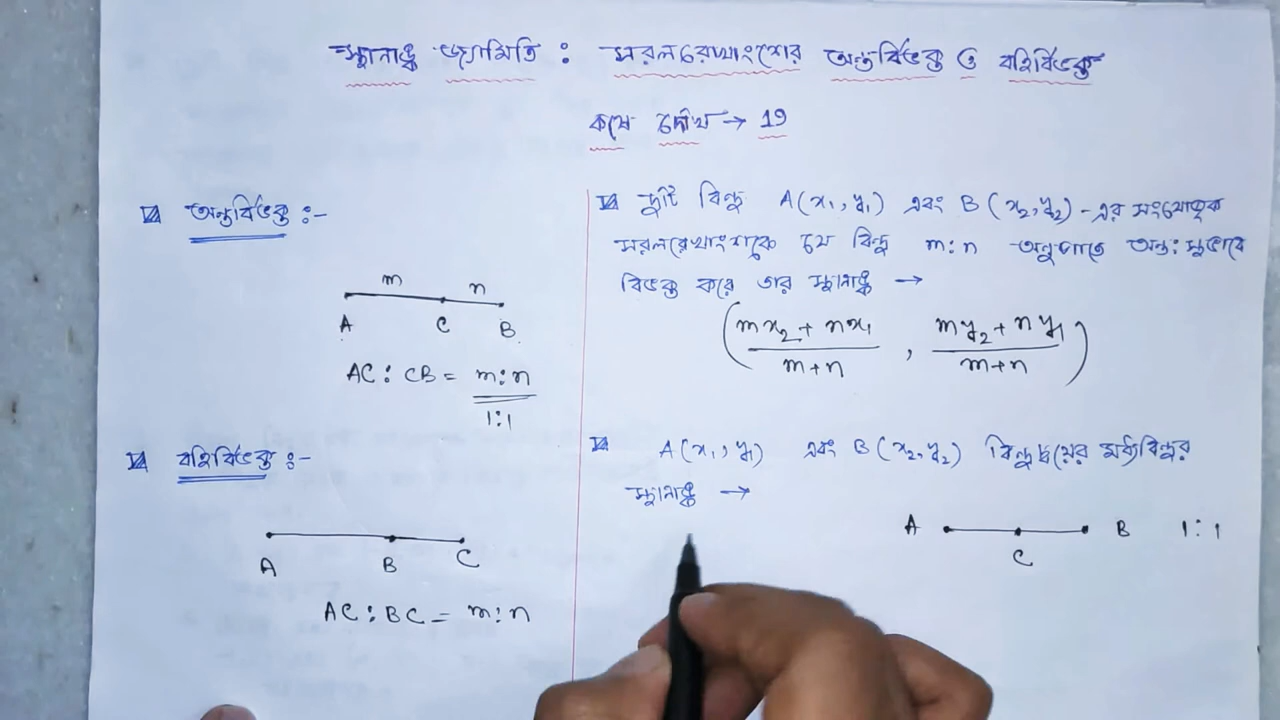 স্থানাঙ্ক জ্যামিতি : সরলরেখাংশের অন্তর্বিভক্ত ও বহির্বিভক্ত
কষে দেখি → 19
অন্তর্বিভক্ত :-
m n
A C B
AC : CB = m:n
1:1
বহির্বিভক্ত :-
A B C
AC : BC = m:n
দুটি বিন্দু A(x₁, y₁) এবং B(x₂, y₂) -এর সংযোজক
সরলরেখাংশকে যে বিন্দু m:n অনুপাতে অন্তঃস্থভাবে
বিভক্ত করে তার স্থানাঙ্ক →
(mx₂ + nx₁ / m+n , my₂ + ny₁ / m+n)
A(x₁, y₁) এবং B(x₂, y₂) বিন্দুদ্বয়ের মধ্যবিন্দুর
স্থানাঙ্ক →
A C B 1:1